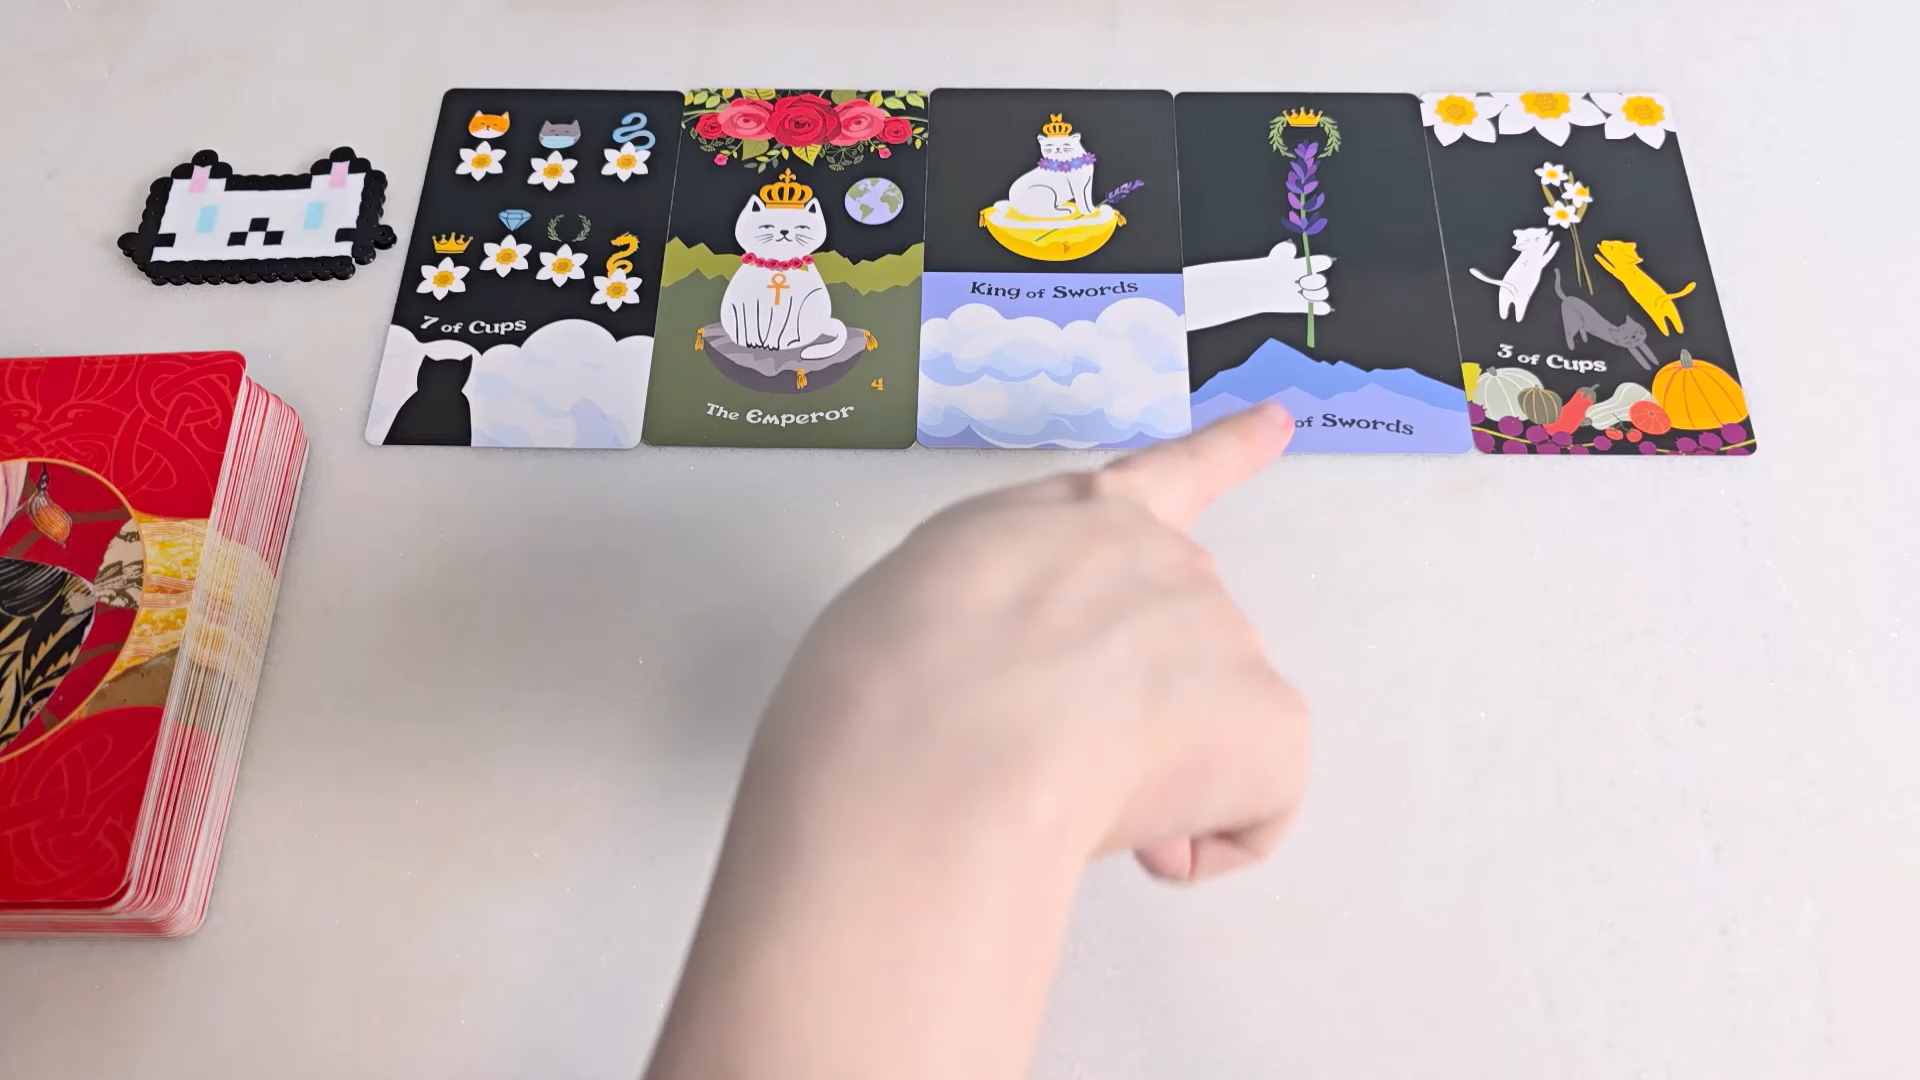 7 of Cups
4
The Emperor
King of Swords
of Swords
3 of Cups